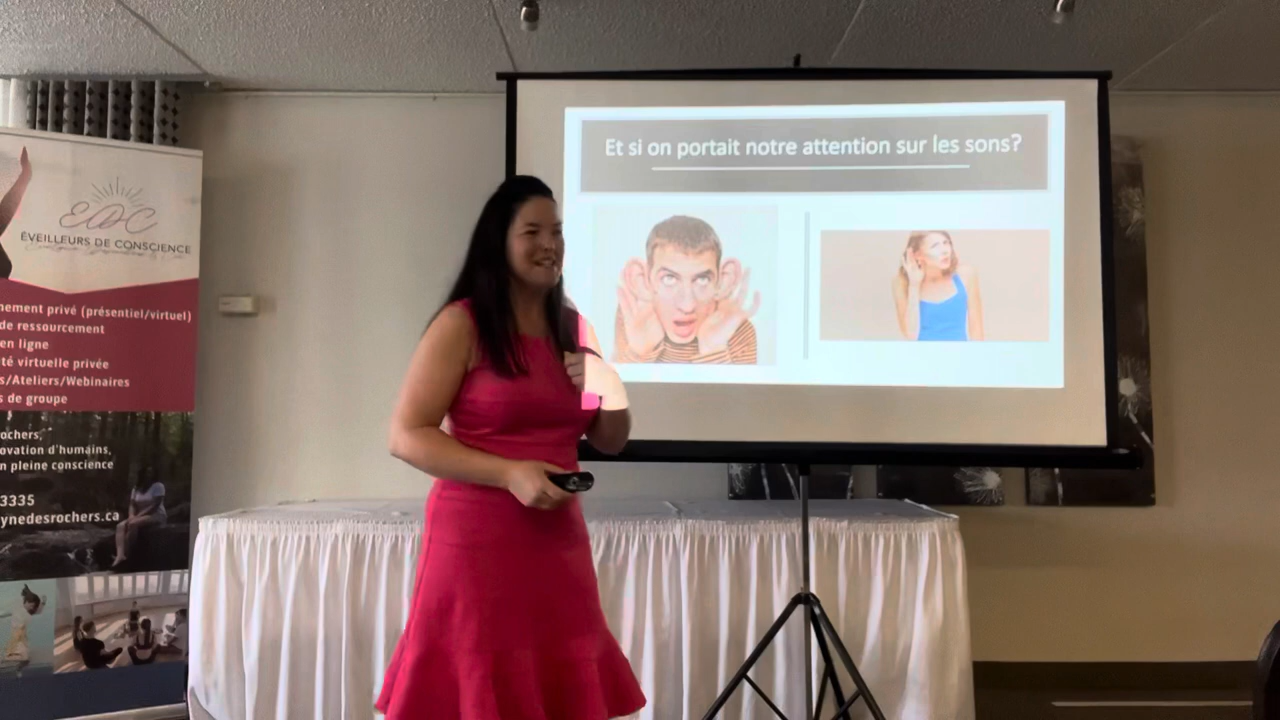 EDC
ÉVEILLEURS DE CONSCIENCE
nement privé (présentiel/virtuel)
de ressourcement
en ligne
té virtuelle privée
s/Ateliers/Webinaires
s de groupe
ochers,
ovation d'humains,
n pleine conscience
3335
ynedesrochers.ca
Et si on portait notre attention sur les sons?